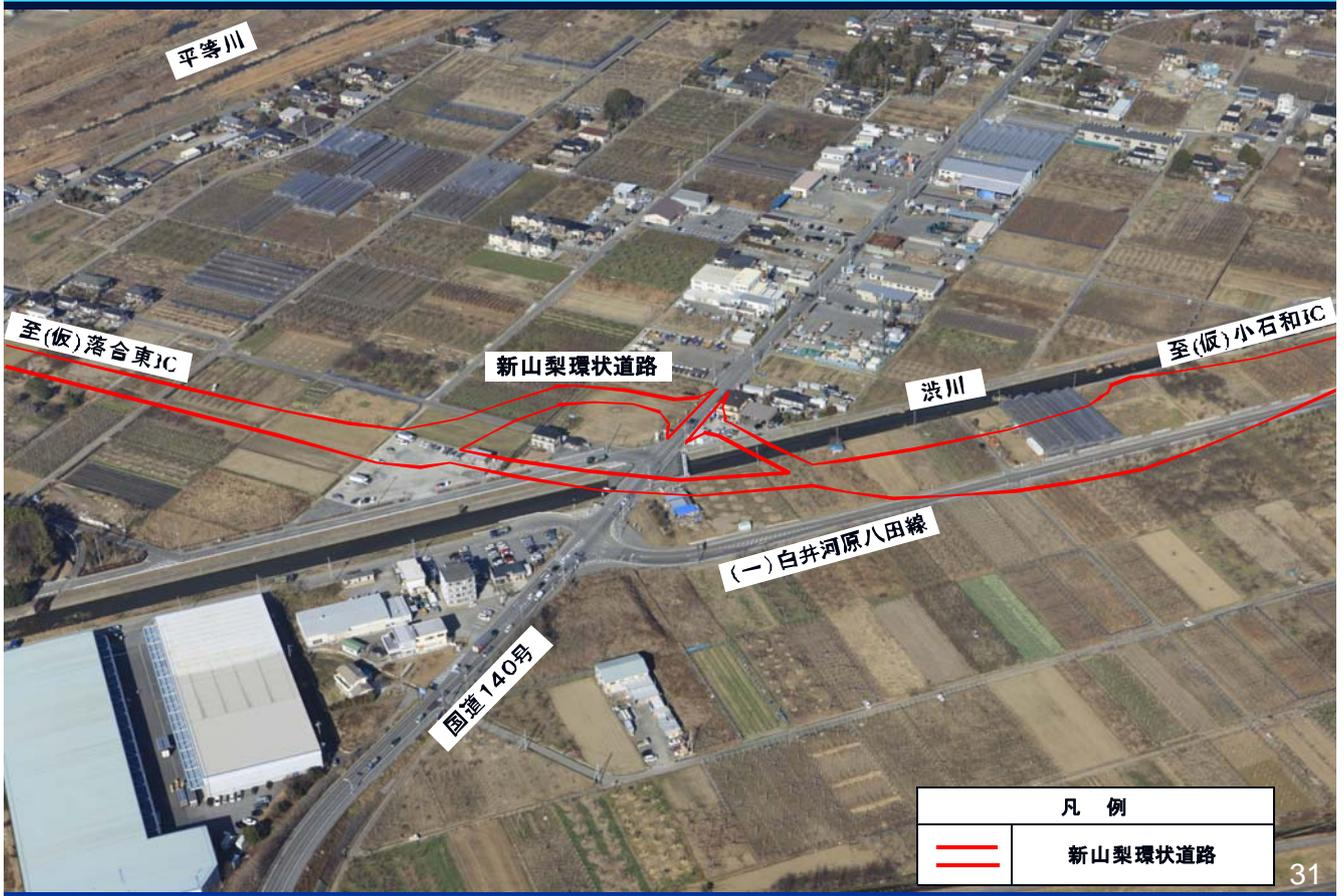 平等川
至(仮)落合東IC
新山梨環状道路
至(仮)小石和IC
渋川
(一)白井河原八田線
国道140号
凡 例
新山梨環状道路
31